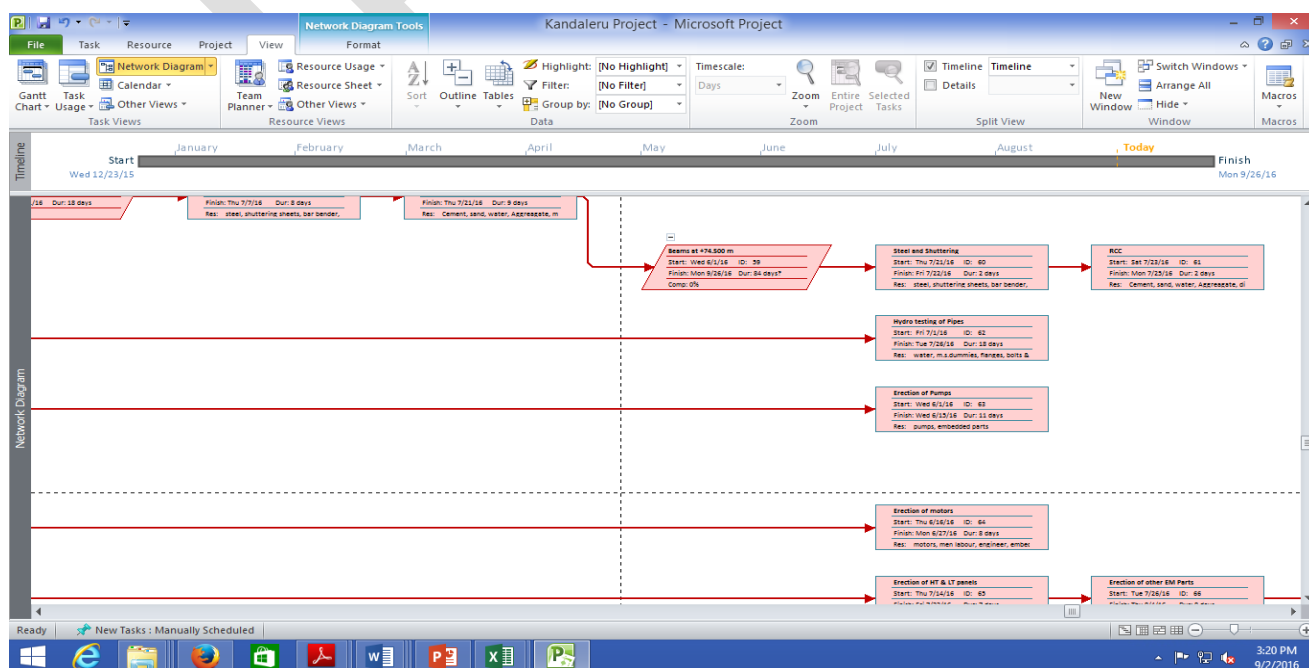 Network Diagram Tools
Kandaleru Project - Microsoft Project
File Task Resource Project View Format
Gantt Chart
Task Usage
Network Diagram
Calendar
Other Views
Task Views
Team Planner
Resource Usage
Resource Sheet
Other Views
Resource Views
Sort
Outline
Tables
Highlight: [No Highlight]
Filter: [No Filter]
Group by: [No Group]
Data
Timescale:
Days
Zoom
Entire Project
Selected Tasks
Zoom
Timeline Timeline
Details
Split View
New Window
Switch Windows
Arrange All
Hide
Window
Macros
Macros
Timeline
January February March April May June July August Today
Start
Wed 12/23/15
Finish
Mon 9/26/16
Network Diagram
/16 Dur: 18 days
Finish: Thu 7/7/16 Dur: 8 days
Res: steel, shuttering sheets, bar bender,
Finish: Thu 7/21/16 Dur: 9 days
Res: Cement, sand, water, Aggreagate, m
Beams at +74.500 m
Start: Wed 6/1/16 ID: 59
Finish: Mon 9/26/16 Dur: 84 days?
Comp: 0%
Steel and Shuttering
Start: Thu 7/21/16 ID: 60
Finish: Fri 7/22/16 Dur: 2 days
Res: steel, shuttering sheets, bar bender,
RCC
Start: Sat 7/23/16 ID: 61
Finish: Mon 7/25/16 Dur: 2 days
Res: Cement, sand, water, Aggreagate, di
Hydro testing of Pipes
Start: Fri 7/1/16 ID: 62
Finish: Tue 7/26/16 Dur: 18 days
Res: water, m.s.dummies, flanges, bolts &
Erection of Pumps
Start: Wed 6/1/16 ID: 63
Finish: Wed 6/15/16 Dur: 11 days
Res: pumps, embedded parts
Erection of motors
Start: Thu 6/16/16 ID: 64
Finish: Mon 6/27/16 Dur: 8 days
Res: motors, men labour, engineer, embec
Erection of HT & LT panels
Start: Thu 7/14/16 ID: 65
Erection of other EM Parts
Start: Tue 7/26/16 ID: 66
Ready New Tasks : Manually Scheduled
3:20 PM
9/2/2016